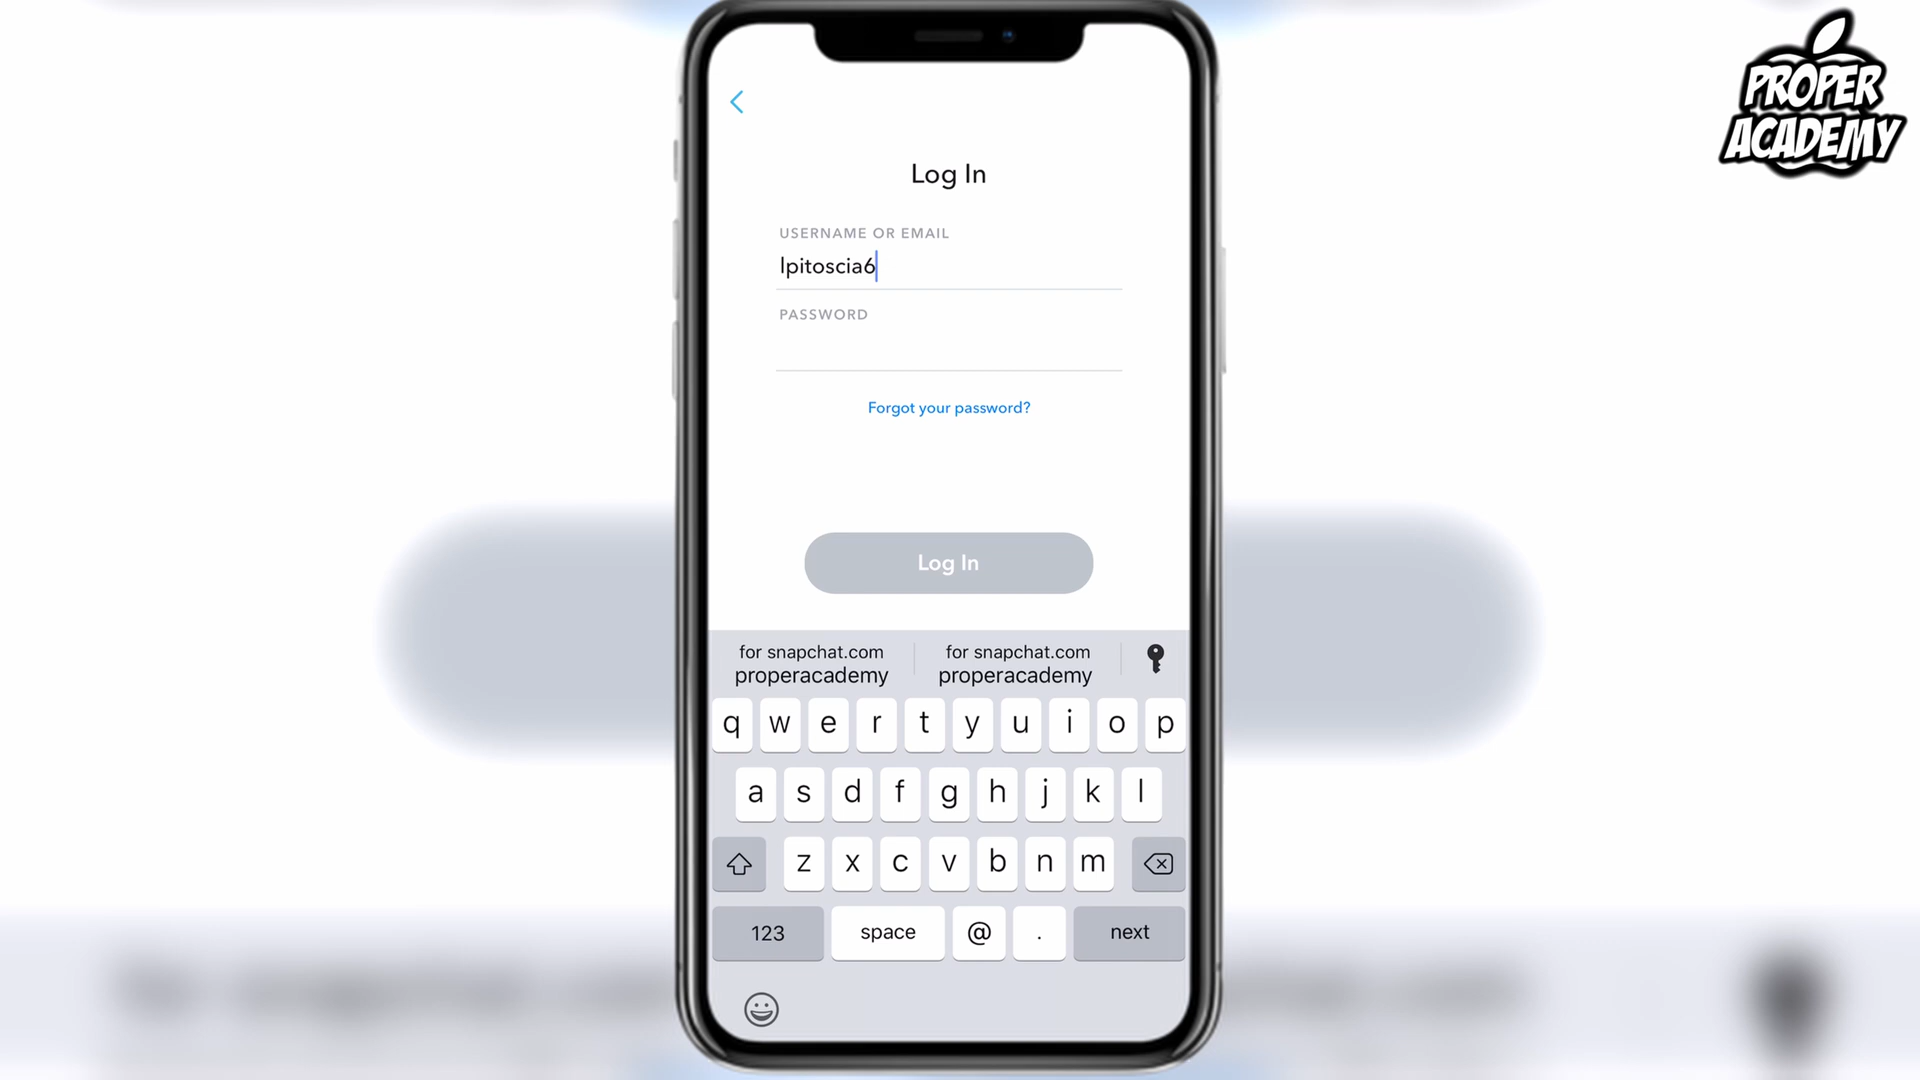 PROPER
ACADEMY
Log In
USERNAME OR EMAIL
lpitoscia6
PASSWORD
Forgot your password?
Log In
for snapchat.com for snapchat.com
properacademy properacademy
q w e r t y u i o p
a s d f g h j k l
z x c v b n m
123 space @ . next